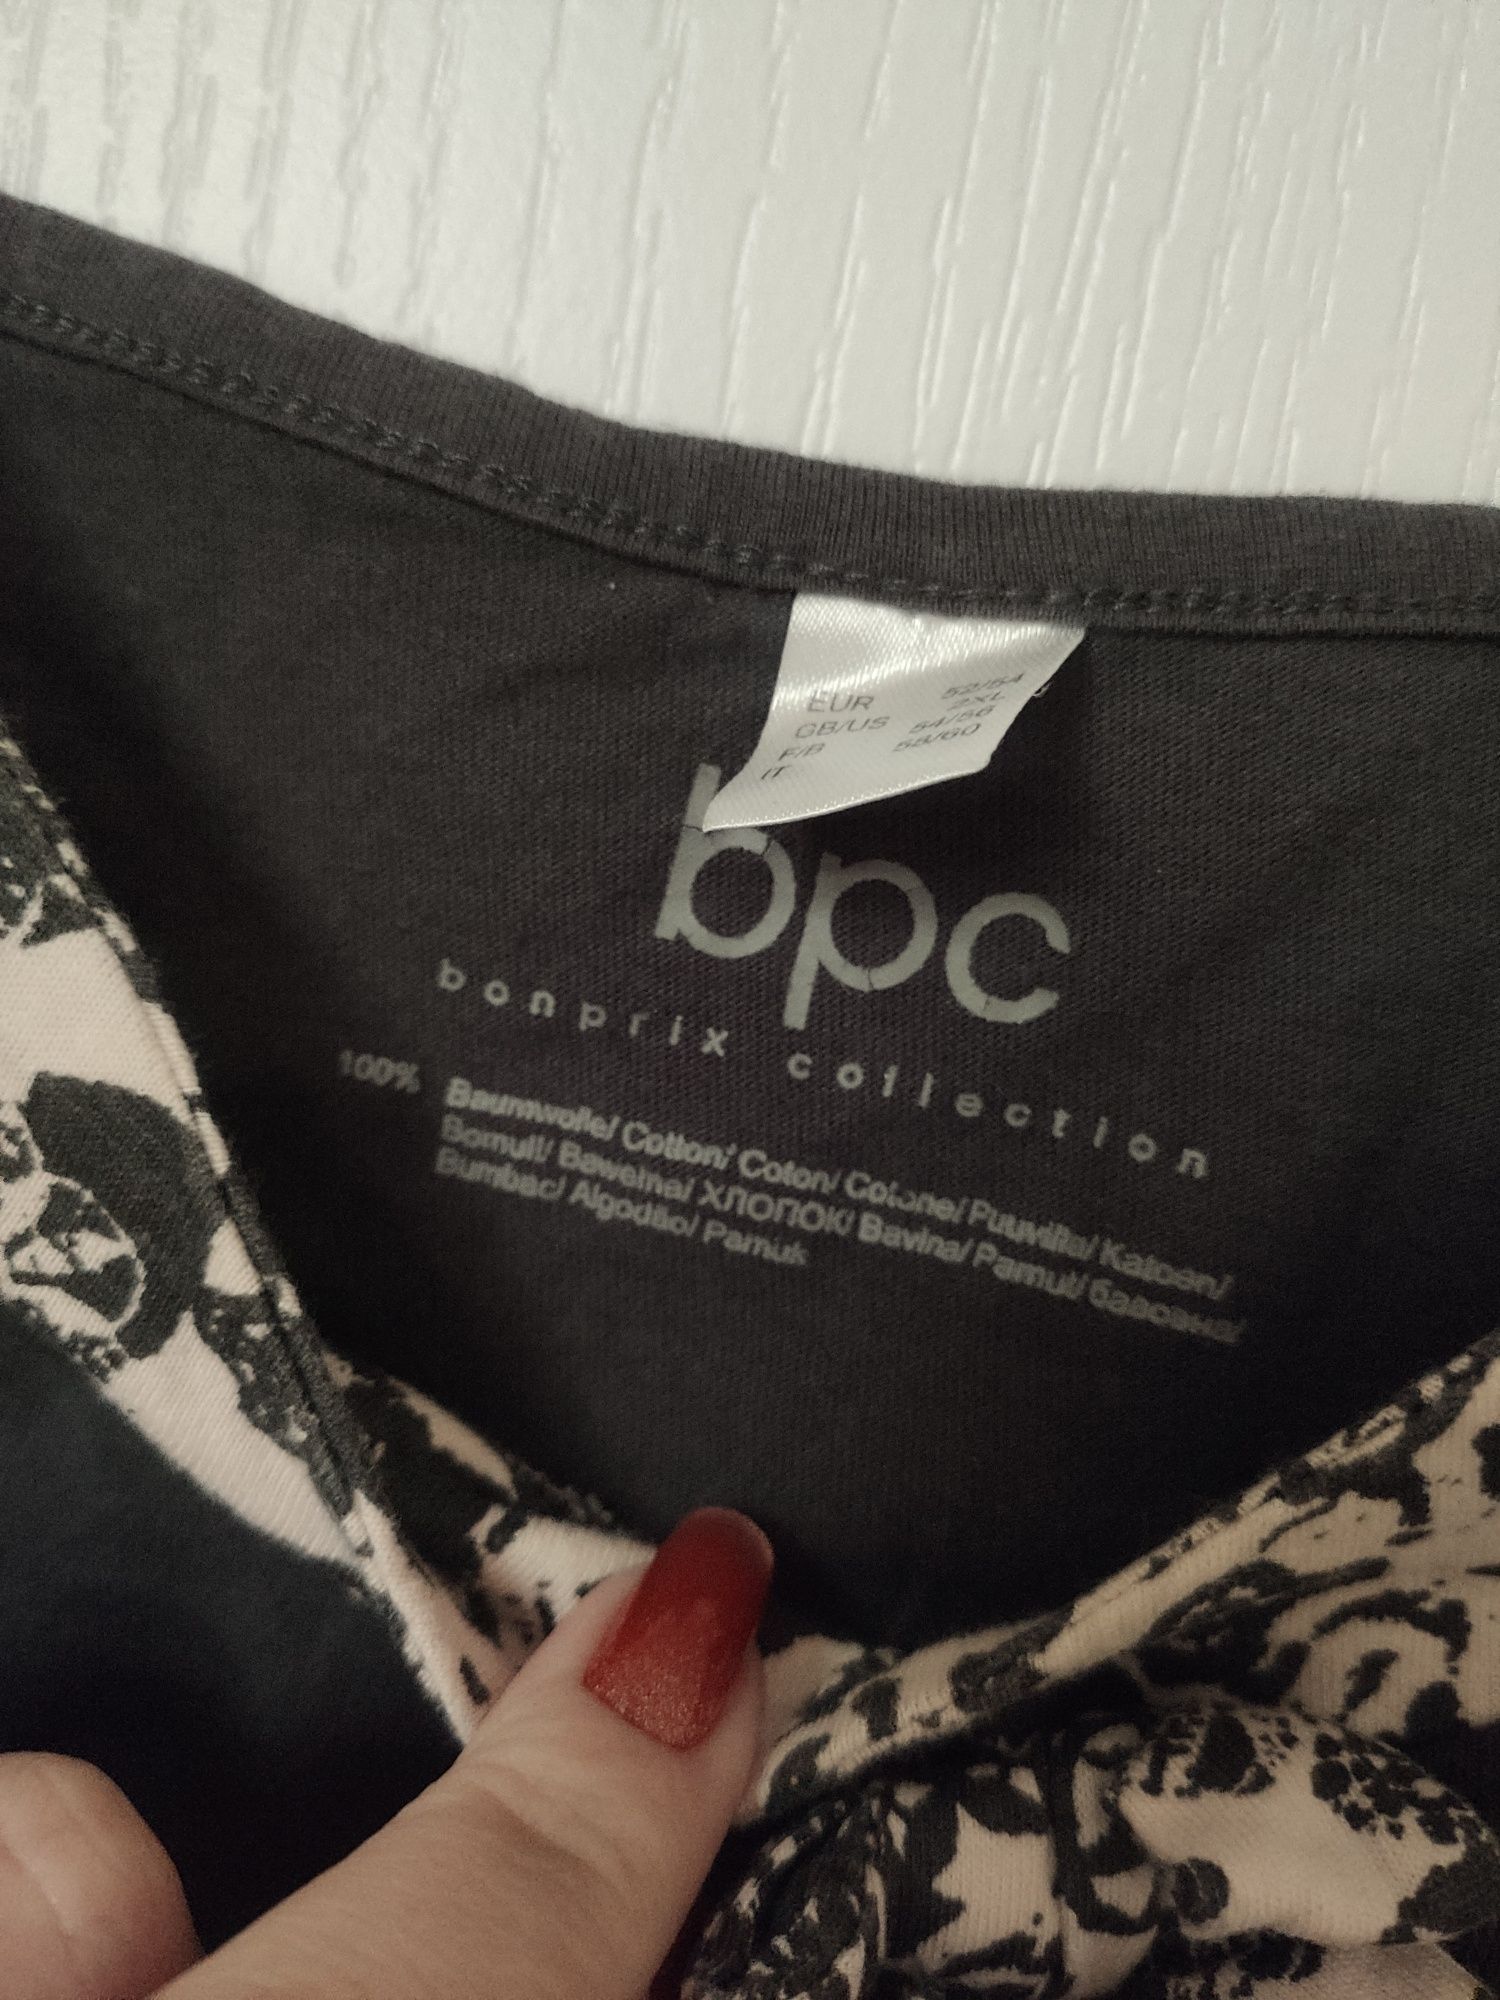 EUR 52/54
GB/US 2XL
F/B 54/56
IT 58/60
bpc
bonprix collection
100% Baumwolle/ Cotton/ Coton/ Cotone/ Puuvilla/ Katoen/
Bomull/ Bawełna/ ХЛОПОК/ Bavlna/ Pamut/ бавовна/
Bumbac/ Algodão/ Pamuk